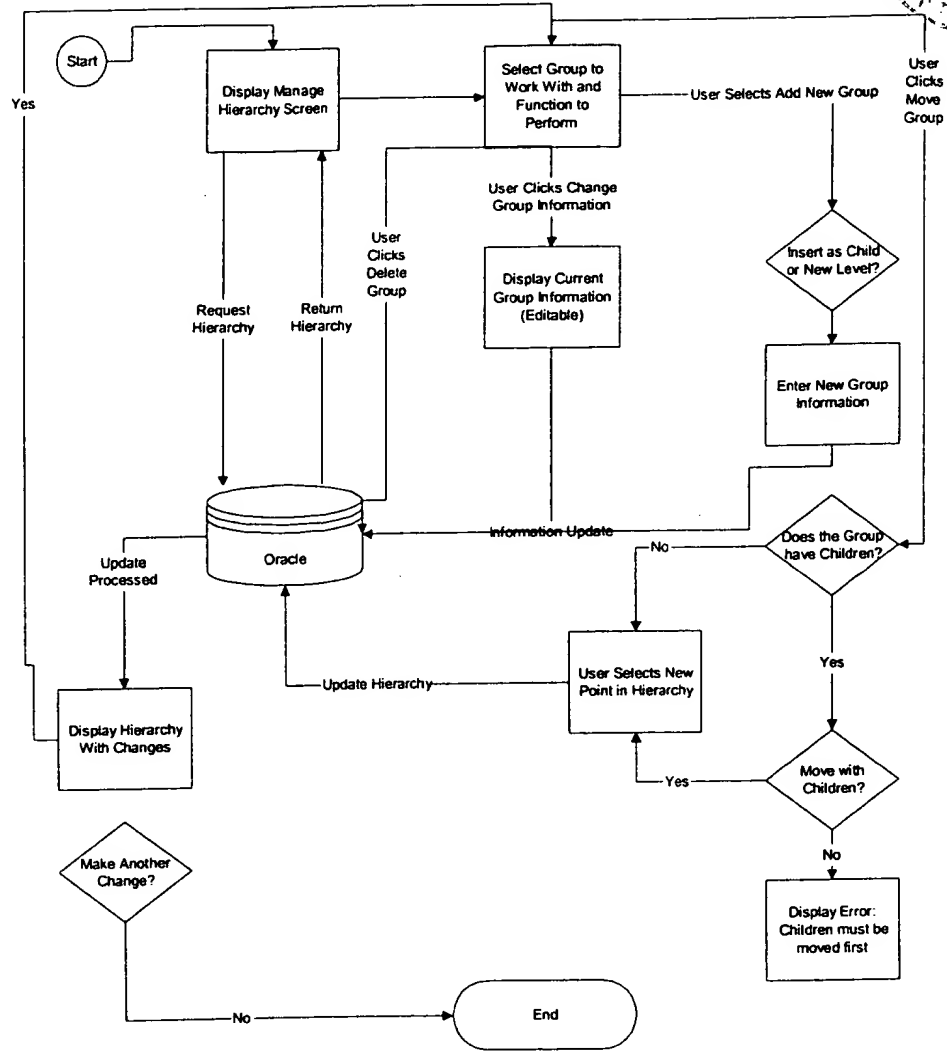 Start
Yes
Display Manage
Hierarchy Screen
Select Group to
Work With and
Function to
Perform
User Selects Add New Group
User
Clicks
Move
Group
User Clicks Change
Group Information
User
Clicks
Delete
Group
Insert as Child
or New Level?
Display Current
Group Information
(Editable)
Request
Hierarchy
Return
Hierarchy
Enter New Group
Information
Information Update
Oracle
Does the Group
have Children?
No
Update
Processed
Yes
User Selects New
Point in Hierarchy
Update Hierarchy
Display Hierarchy
With Changes
Move with
Children?
Yes
No
Make Another
Change?
Display Error:
Children must be
moved first
No
End